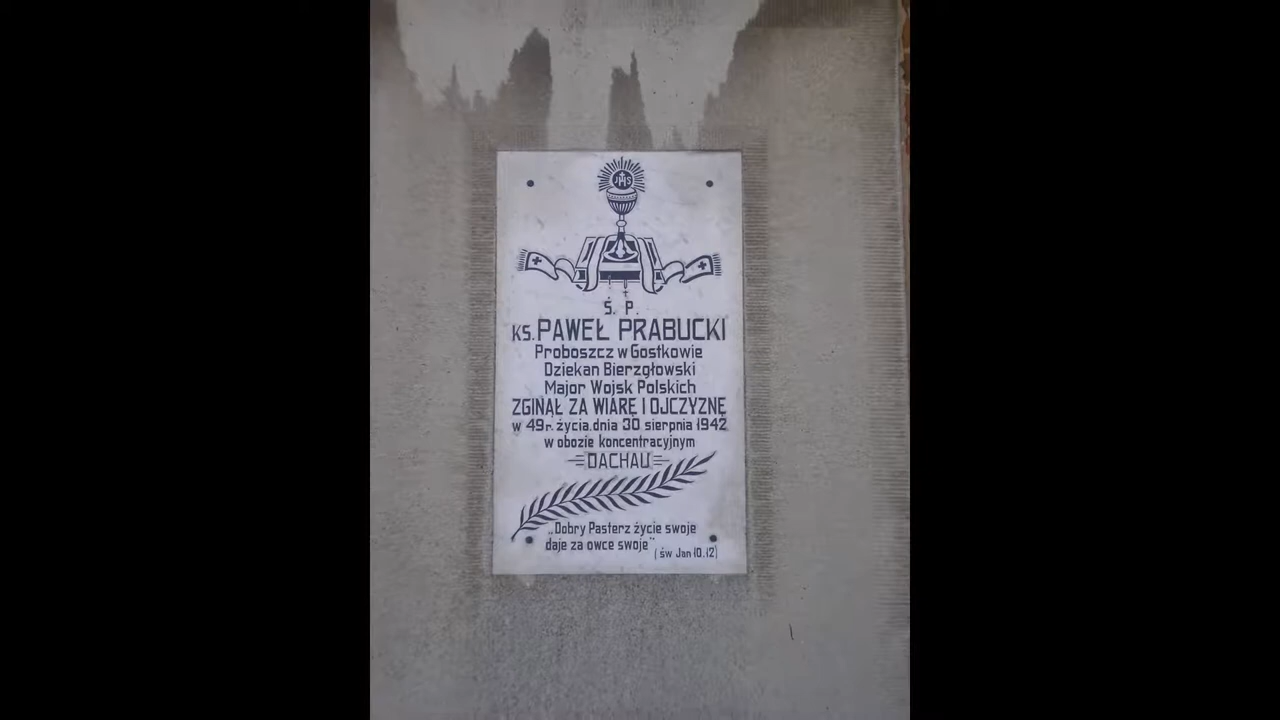 JHS
Ś. P.
KS. PAWEŁ PRABUCKI
Proboszcz w Gostkowie
Dziekan Bierzgłowski
Major Wojsk Polskich
ZGINĄŁ ZA WIARĘ I OJCZYZNĘ
w 49 r. życia. dnia 30 sierpnia 1942
w obozie koncentracyjnym
DACHAU
„Dobry Pasterz życie swoje
daje za owce swoje"
(św Jan 10.12)